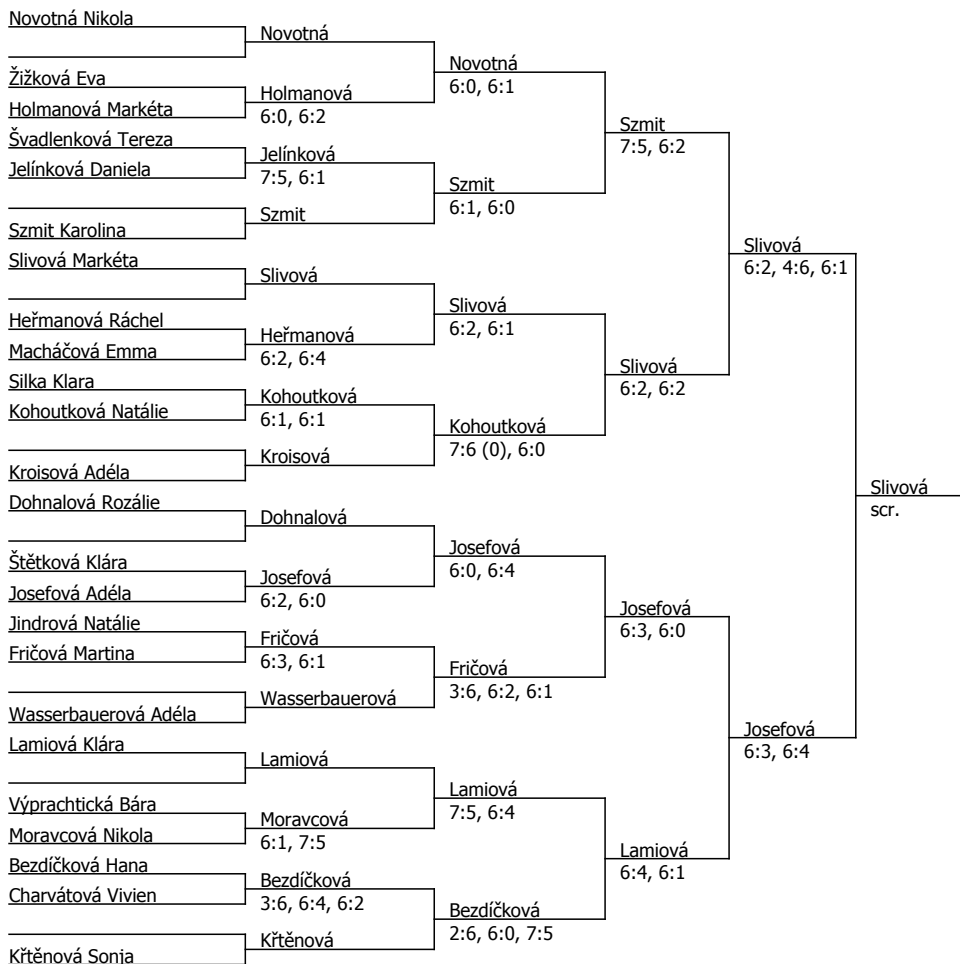 Novotná Nikola
Žižková Eva
Holmanová Markéta
Švadlenková Tereza
Jelínková Daniela
Szmit Karolina
Slivová Markéta
Heřmanová Ráchel
Macháčová Emma
Silka Klara
Kohoutková Natálie
Kroisová Adéla
Dohnalová Rozálie
Štětková Klára
Josefová Adéla
Jindrová Natálie
Fričová Martina
Wasserbauerová Adéla
Lamiová Klára
Výprachtická Bára
Moravcová Nikola
Bezdíčková Hana
Charvátová Vivien
Křtěnová Sonja
Novotná
Holmanová
6:0, 6:2
Jelínková
7:5, 6:1
Szmit
Slivová
Heřmanová
6:2, 6:4
Kohoutková
6:1, 6:1
Kroisová
Dohnalová
Josefová
6:2, 6:0
Fričová
6:3, 6:1
Wasserbauerová
Lamiová
Moravcová
6:1, 7:5
Bezdíčková
3:6, 6:4, 6:2
Křtěnová
Novotná
6:0, 6:1
Szmit
6:1, 6:0
Slivová
6:2, 6:1
Kohoutková
7:6 (0), 6:0
Josefová
6:0, 6:4
Fričová
3:6, 6:2, 6:1
Lamiová
7:5, 6:4
Bezdíčková
2:6, 6:0, 7:5
Szmit
7:5, 6:2
Slivová
6:2, 6:2
Josefová
6:3, 6:0
Lamiová
6:4, 6:1
Slivová
6:2, 4:6, 6:1
Josefová
6:3, 6:4
Slivová
scr.